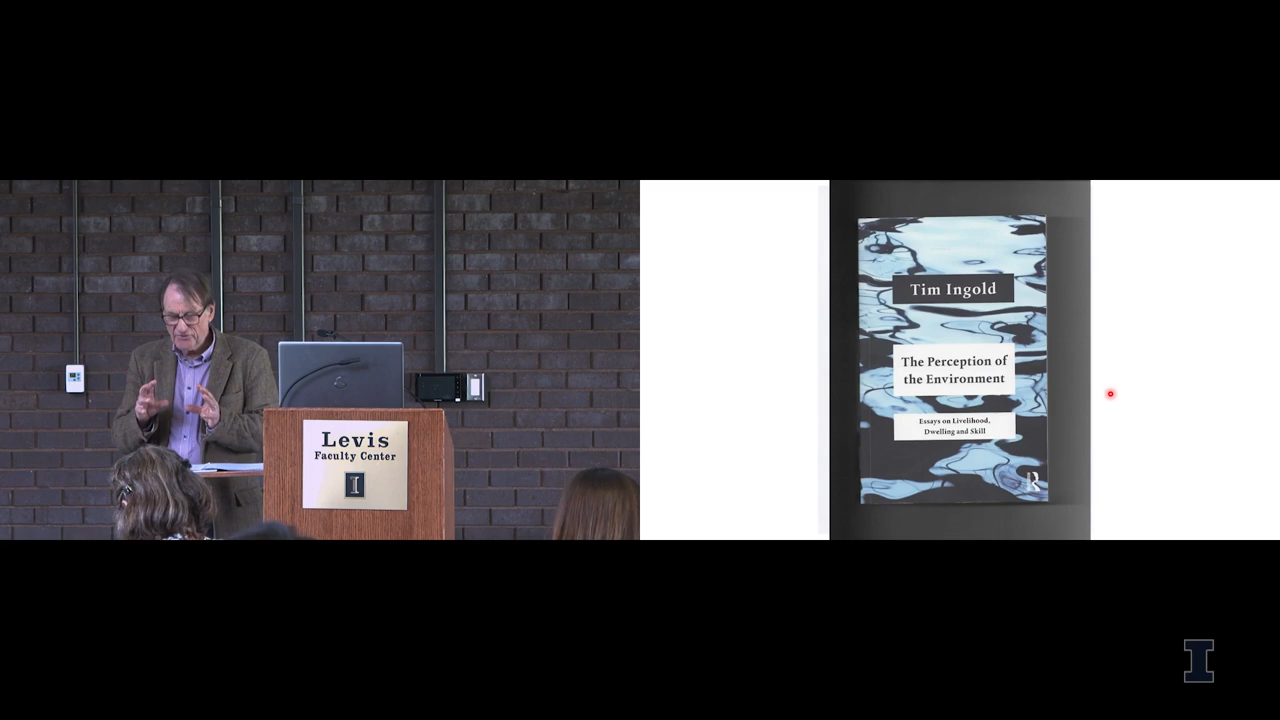 Levis
Faculty Center
I
Tim Ingold
The Perception of
the Environment
Essays on Livelihood,
Dwelling and Skill
R
I